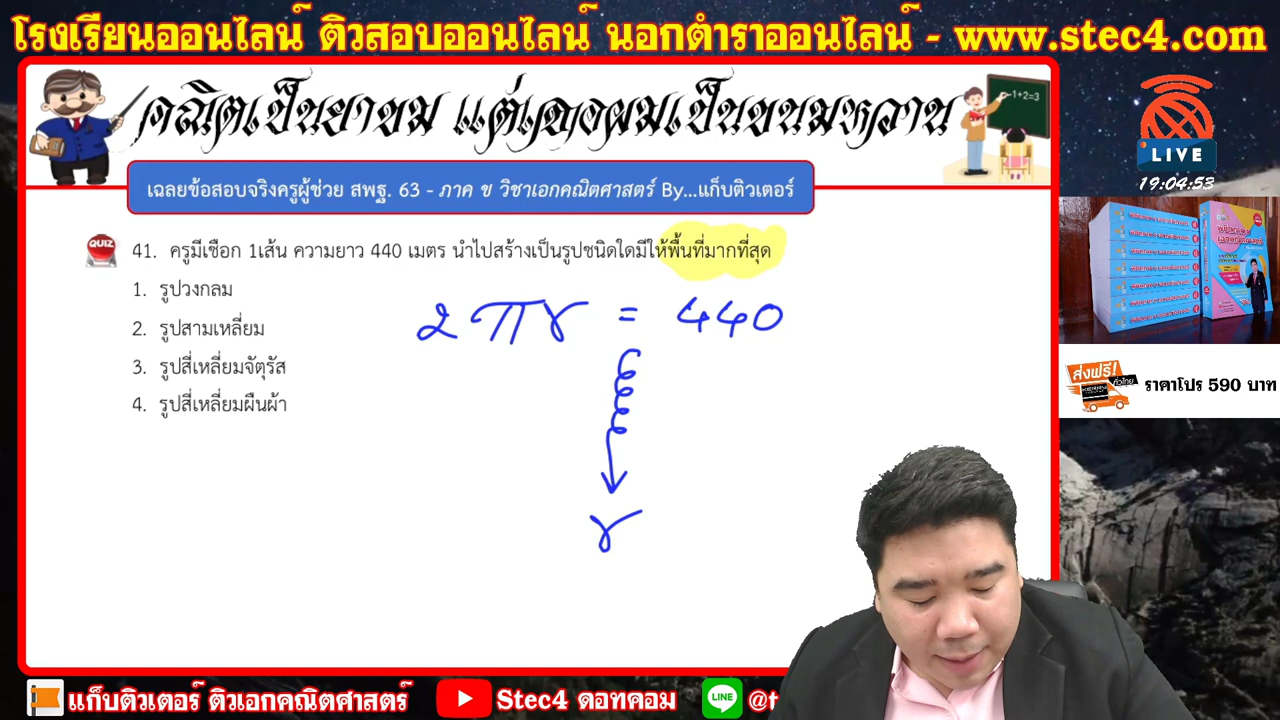 โรงเรียนออนไลน์ ติวสอบออนไลน์ นอกตำราออนไลน์ - www.stec4.com
คณิตเป็นยาขม แต่เจอผมเป็นขนมหวาน
1+2=3
LIVE
19:04:53
เฉลยข้อสอบจริงครูผู้ช่วย สพฐ. 63 - ภาค ข วิชาเอกคณิตศาสตร์ By...แก็บติวเตอร์
QUIZ
41. ครูมีเชือก 1เส้น ความยาว 440 เมตร นำไปสร้างเป็นรูปชนิดใดมีให้พื้นที่มากที่สุด
1. รูปวงกลม
2. รูปสามเหลี่ยม
3. รูปสี่เหลี่ยมจัตุรัส
4. รูปสี่เหลี่ยมผืนผ้า
2πr = 440
r
ส่งฟรี!
ทั่วไทย
ราคาโปร 590 บาท
แก็บติวเตอร์ ติวเอกคณิตศาสตร์
Stec4 ดอทคอม
LINE
@t